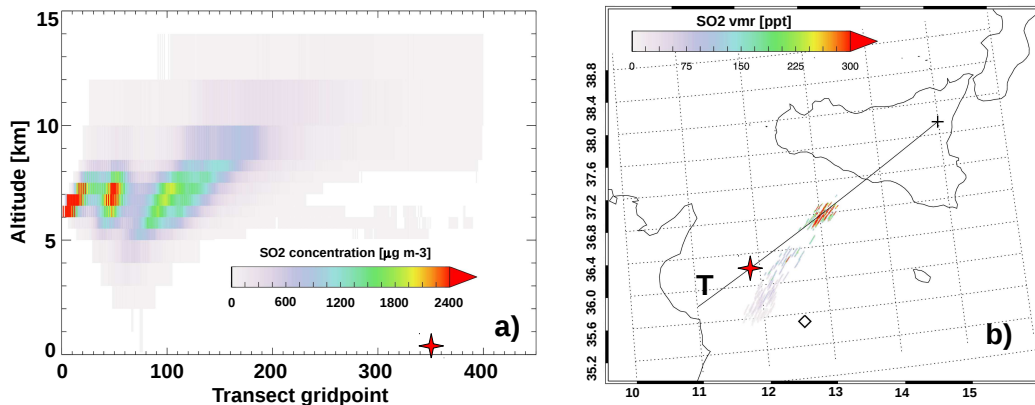 15
10
5
0
Altitude [km]
SO2 concentration [µg m-3]
0 600 1200 1800 2400
a)
0 100 200 300 400
Transect gridpoint
SO2 vmr [ppt]
0 75 150 225 300
38.8
38.4
38.0
37.6
37.2
36.8
36.4
36.0
35.6
35.2
T
b)
10 11 12 13 14 15